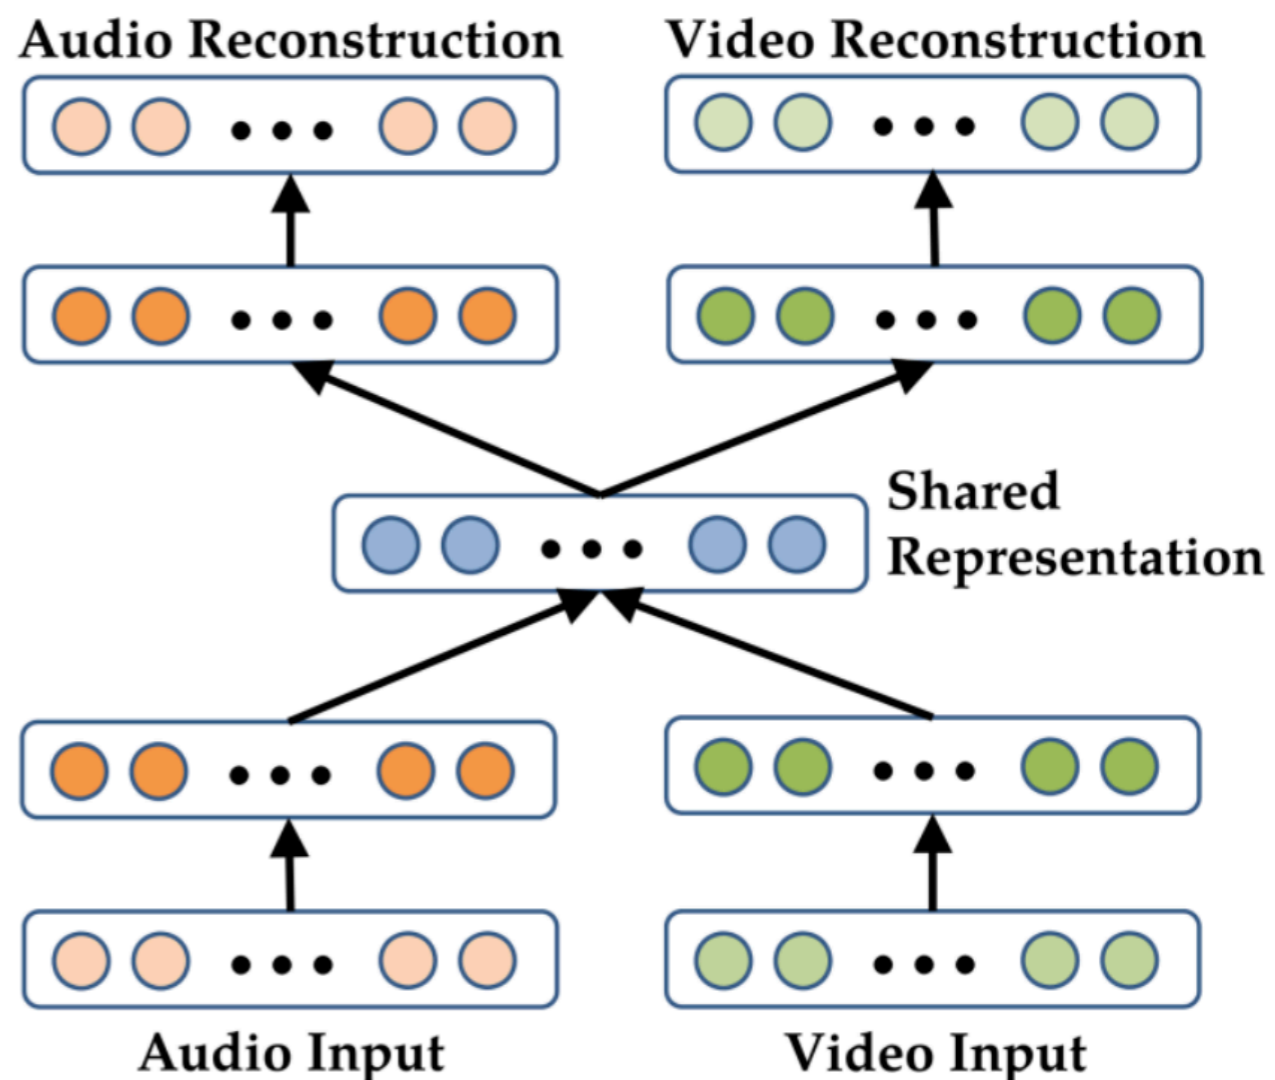 Audio Reconstruction
Video Reconstruction
Shared
Representation
Audio Input
Video Input